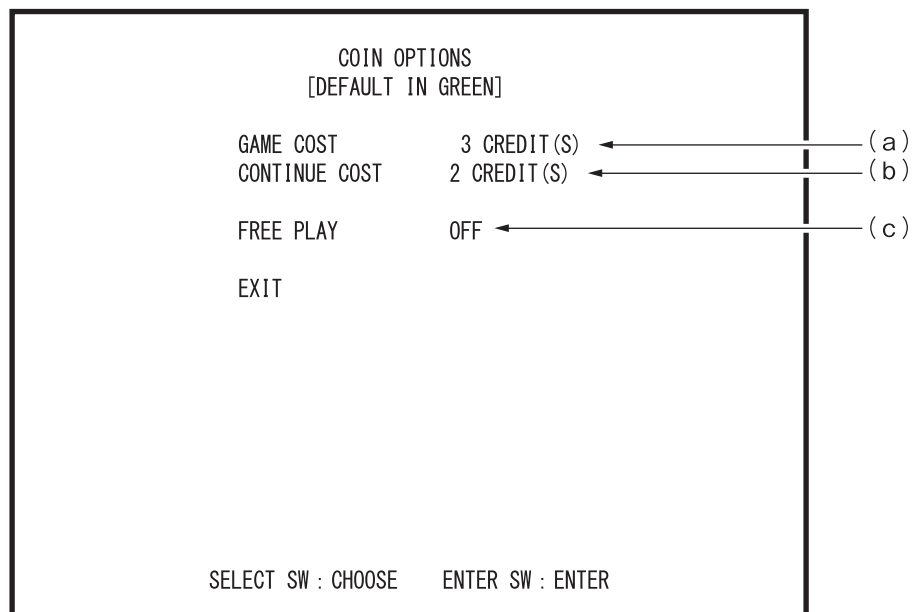 COIN OPTIONS
[DEFAULT IN GREEN]
GAME COST 3 CREDIT(S) (a)
CONTINUE COST 2 CREDIT(S) (b)
FREE PLAY OFF (c)
EXIT
SELECT SW : CHOOSE ENTER SW : ENTER